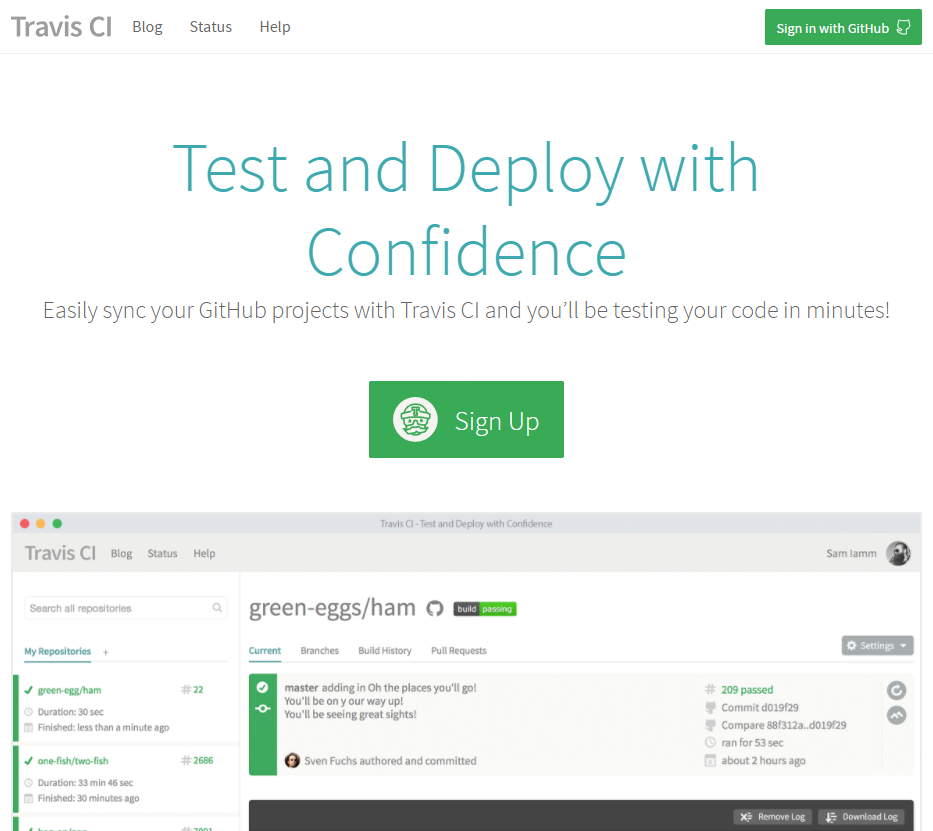 Travis CI
Blog
Status
Help
Sign in with GitHub
Test and Deploy with
Confidence
Easily sync your GitHub projects with Travis CI and you’ll be testing your code in minutes!
Sign Up
Travis CI - Test and Deploy with Confidence
Travis CI
Blog
Status
Help
Sam Iamm
Search all repositories
My Repositories +
green-egg/ham
# 22
Duration: 30 sec
Finished: less than a minute ago
one-fish/two-fish
# 2686
Duration: 33 min 46 sec
Finished: 30 minutes ago
green-eggs/ham
build passing
Current
Branches
Build History
Pull Requests
Settings
master adding in Oh the places you'll go!
You'll be on y our way up!
You'll be seeing great sights!
Sven Fuchs authored and committed
# 209 passed
Commit d019f29
Compare 88f312a..d019f29
ran for 53 sec
about 2 hours ago
Remove Log
Download Log